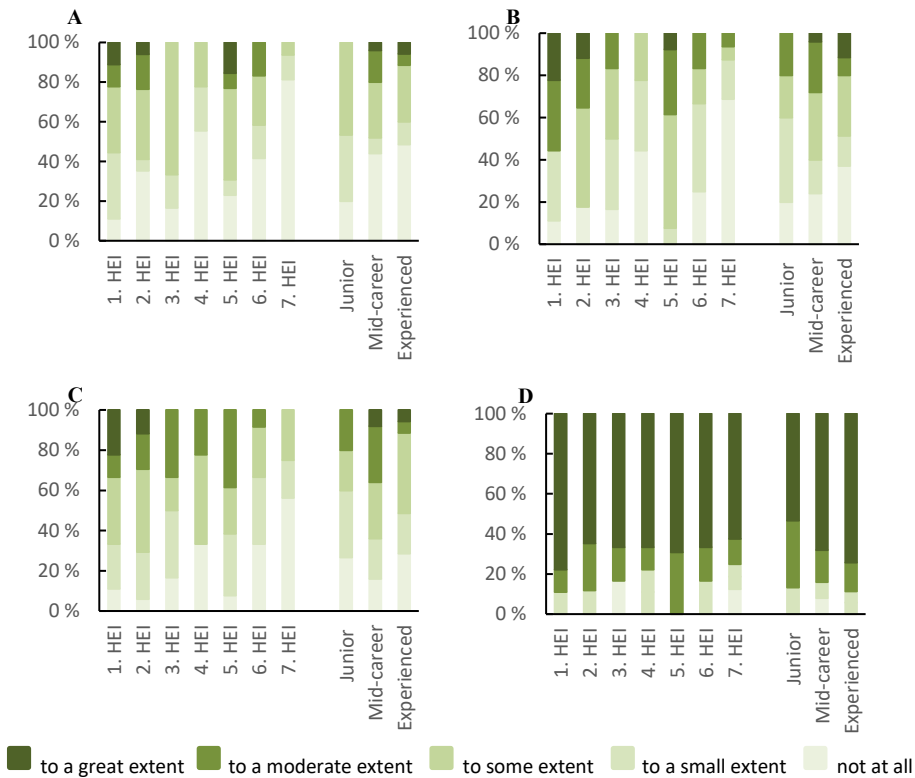 A
100 %
80 %
60 %
40 %
20 %
0 %
1. HEI
2. HEI
3. HEI
4. HEI
5. HEI
6. HEI
7. HEI
Junior
Mid-career
Experienced
B
100 %
80 %
60 %
40 %
20 %
0 %
1. HEI
2. HEI
3. HEI
4. HEI
5. HEI
6. HEI
7. HEI
Junior
Mid-career
Experienced
C
100 %
80 %
60 %
40 %
20 %
0 %
1. HEI
2. HEI
3. HEI
4. HEI
5. HEI
6. HEI
7. HEI
Junior
Mid-career
Experienced
D
100 %
80 %
60 %
40 %
20 %
0 %
1. HEI
2. HEI
3. HEI
4. HEI
5. HEI
6. HEI
7. HEI
Junior
Mid-career
Experienced
to a great extent to a moderate extent to some extent to a small extent not at all